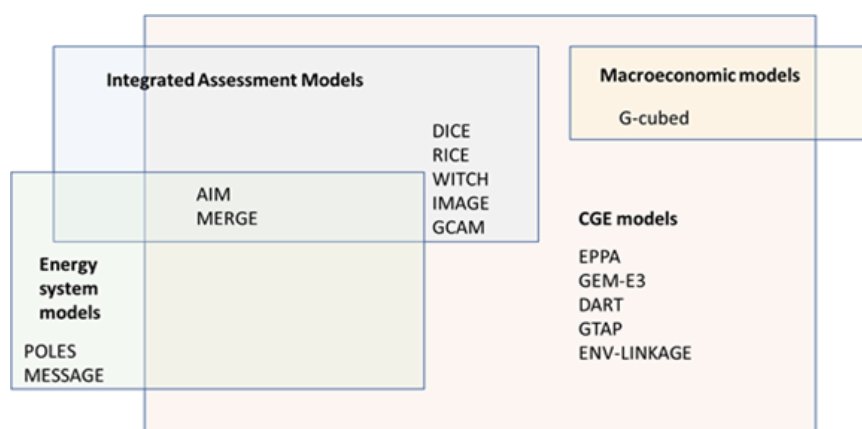 Integrated Assessment Models
Macroeconomic models
G-cubed
DICE
RICE
WITCH
IMAGE
GCAM
AIM
MERGE
CGE models
EPPA
GEM-E3
DART
GTAP
ENV-LINKAGE
Energy
system
models
POLES
MESSAGE